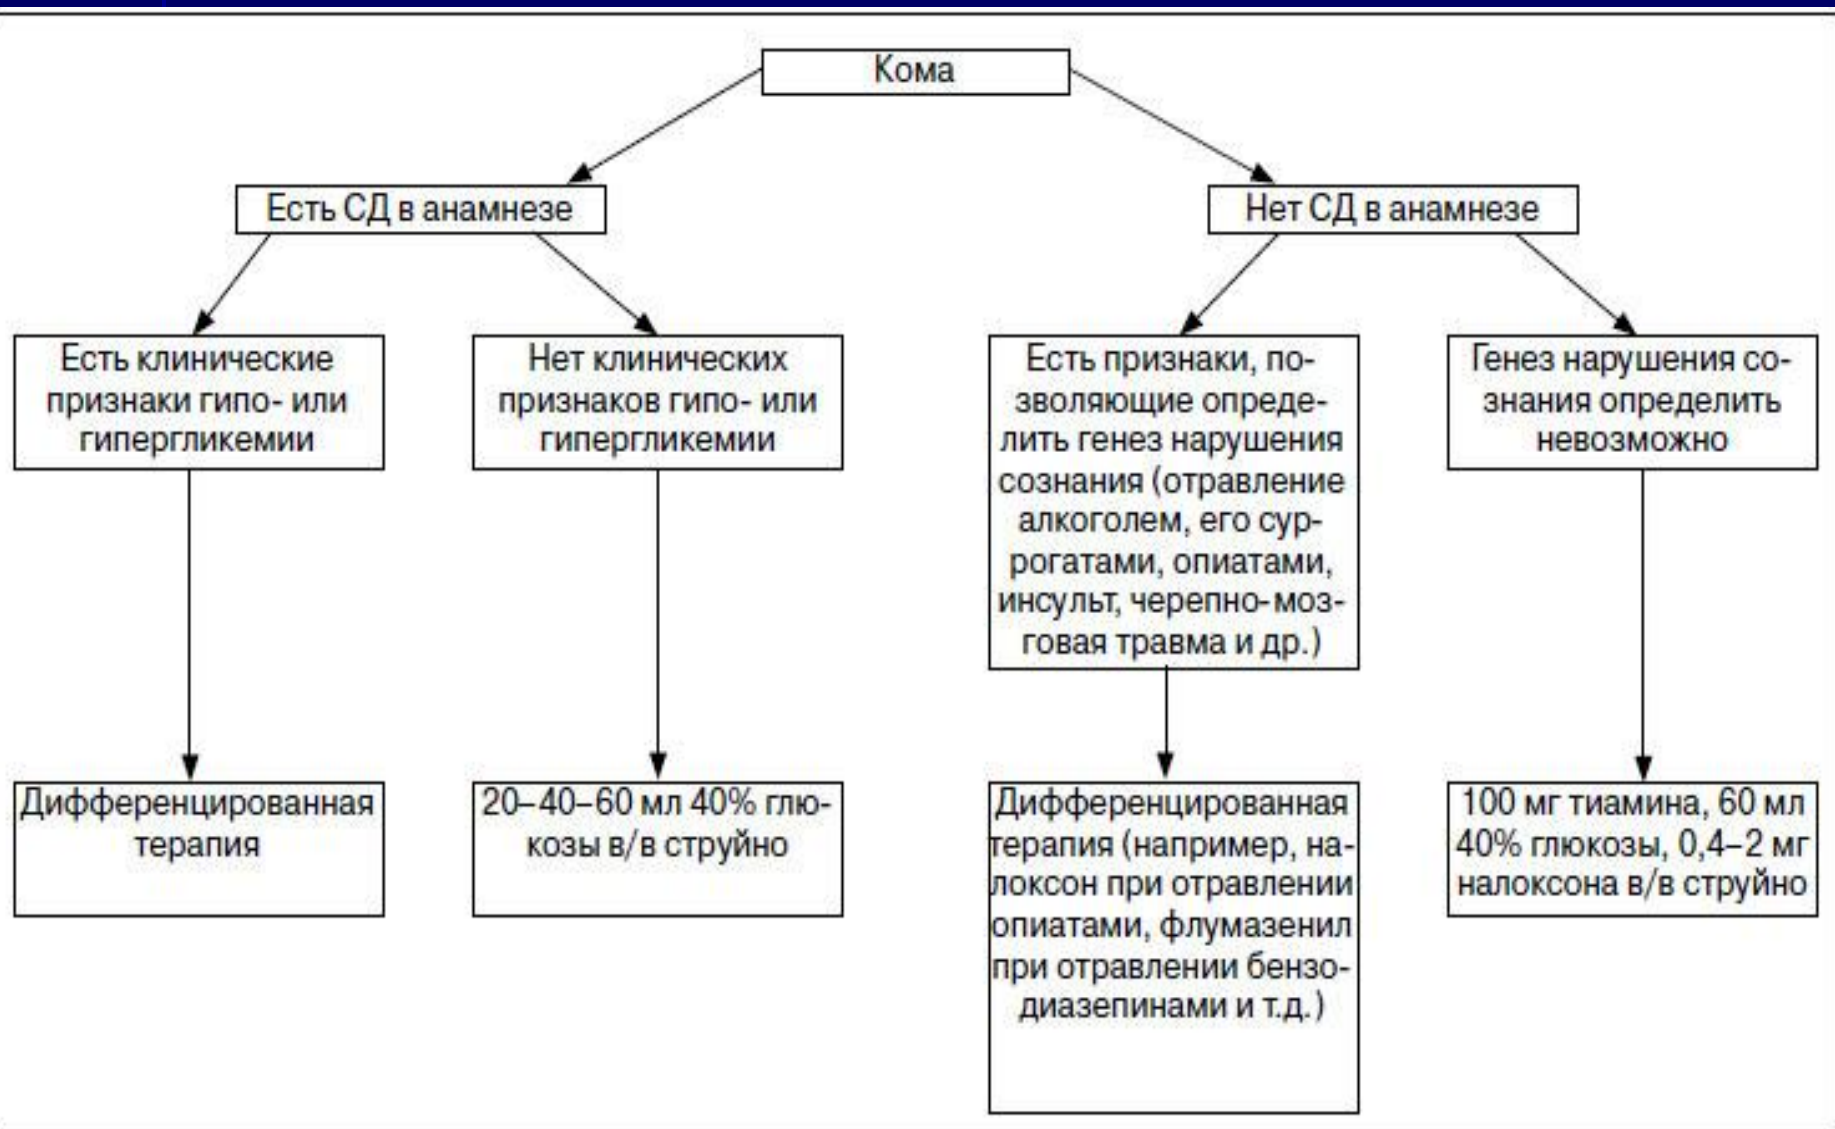 Кома
Есть СД в анамнезе
Нет СД в анамнезе
Есть клинические
признаки гипо- или
гипергликемии
Нет клинических
признаков гипо- или
гипергликемии
Есть признаки, по-
зволяющие опреде-
лить генез нарушения
сознания (отравление
алкоголем, его сур-
рогатами, опиатами,
инсульт, черепно-моз-
говая травма и др.)
Генез нарушения со-
знания определить
невозможно
Дифференцированная
терапия
20–40–60 мл 40% глю-
козы в/в струйно
Дифференцированная
терапия (например, на-
локсон при отравлении
опиатами, флумазенил
при отравлении бензо-
диазепинами и т.д.)
100 мг тиамина, 60 мл
40% глюкозы, 0,4–2 мг
налоксона в/в струйно